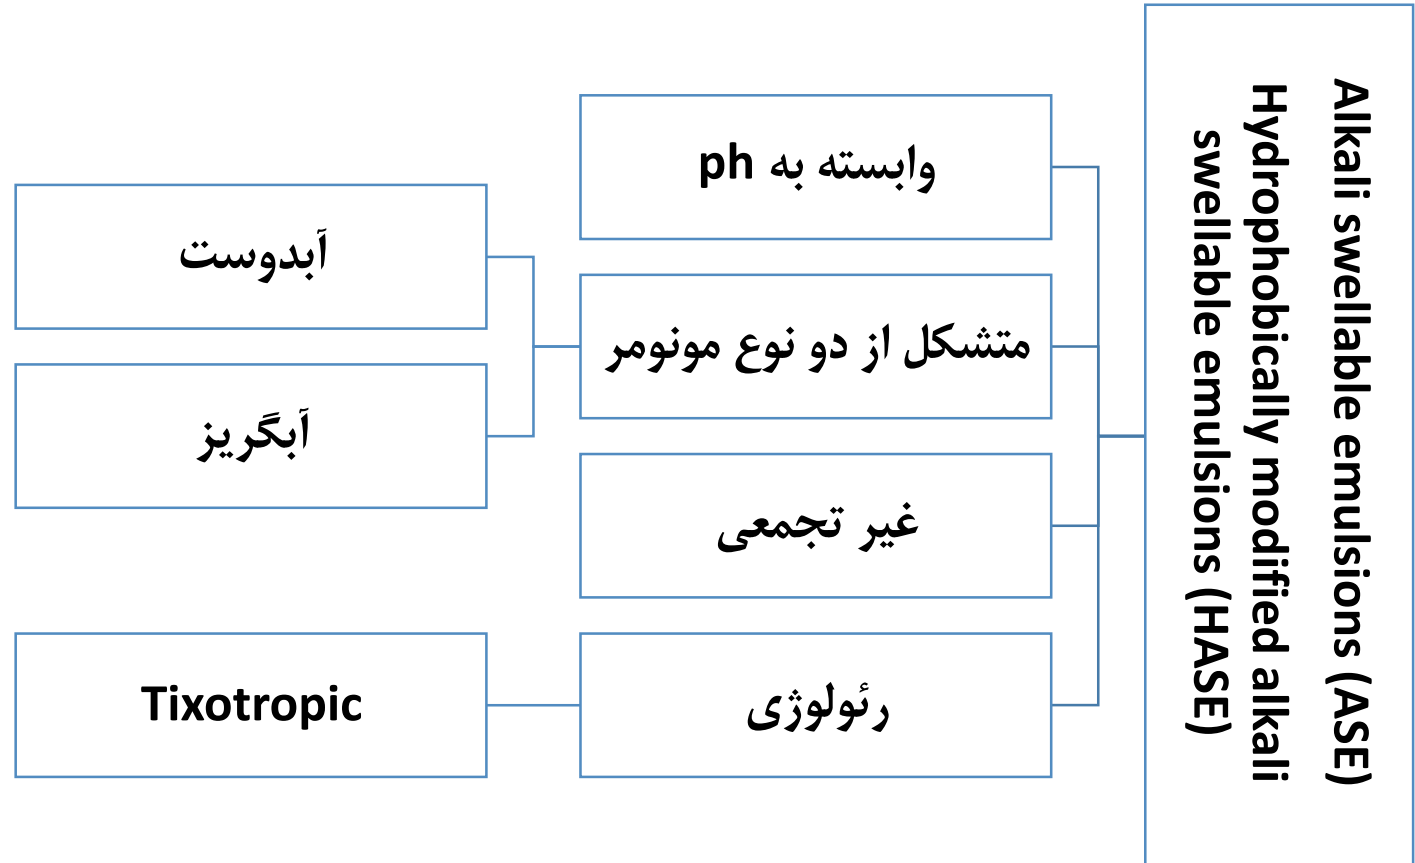 Alkali swellable emulsions (ASE)
Hydrophobically modified alkali
swellable emulsions (HASE)
وابسته به ph
متشکل از دو نوع مونومر
آبدوست
آبگریز
غیر تجمعی
رئولوژی
Tixotropic